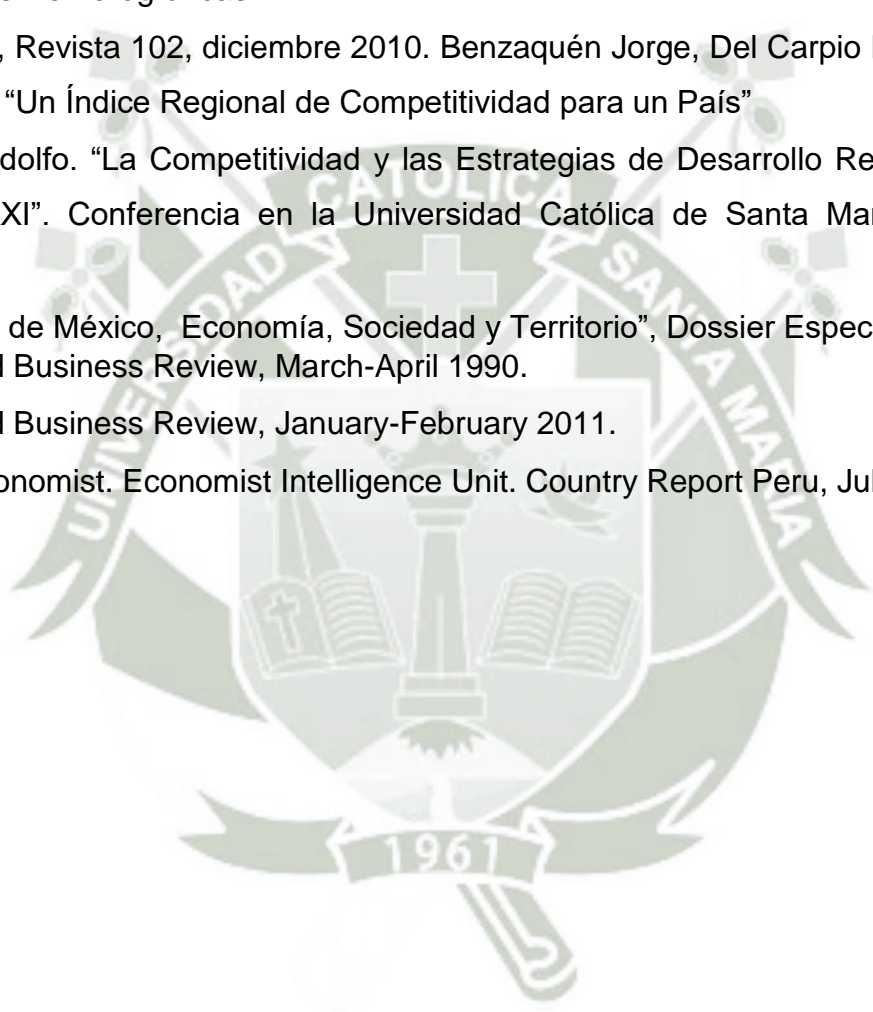 , Revista 102, diciembre 2010. Benzaquén Jorge, Del Carpio
“Un Índice Regional de Competitividad para un País”
dolfo. “La Competitividad y las Estrategias de Desarrollo Re
XI”. Conferencia en la Universidad Católica de Santa Mar
de México, Economía, Sociedad y Territorio”, Dossier Espec
d Business Review, March-April 1990.
d Business Review, January-February 2011.
onomist. Economist Intelligence Unit. Country Report Peru, Jul
UNIVERSIDAD CATOLICA SANTA MARIA
1961